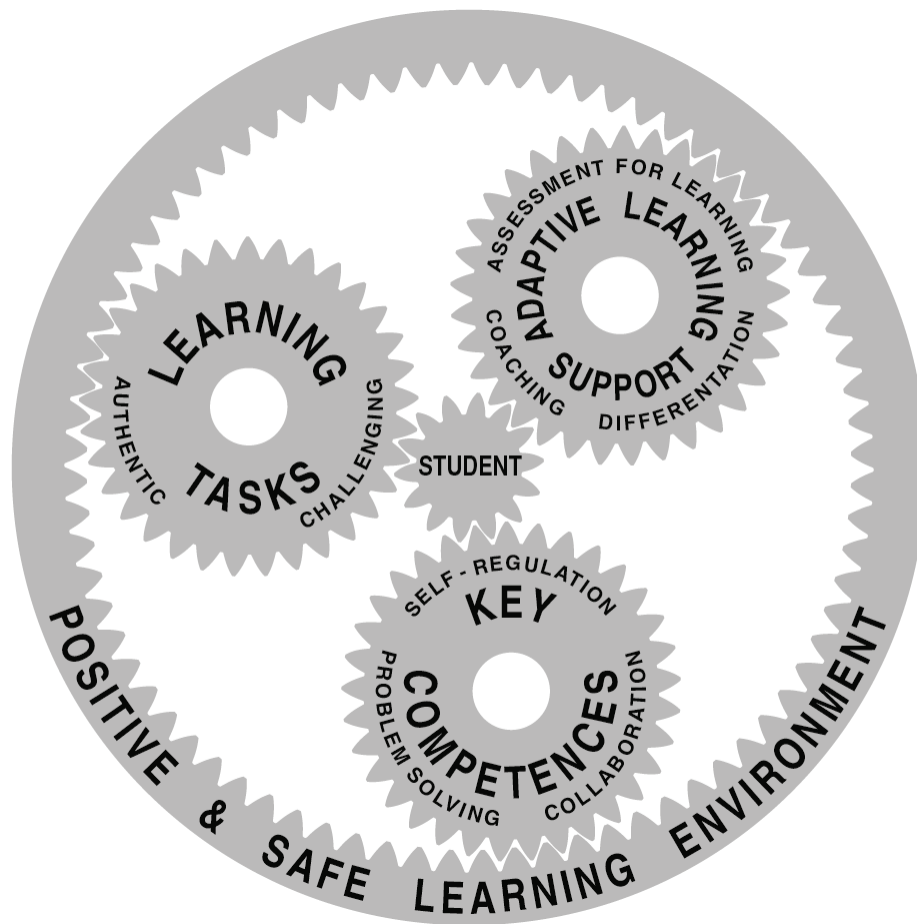 ASSESSMENT FOR LEARNING
ADAPTIVE LEARNING
SUPPORT
COACHING
DIFFERENTATION
LEARNING
TASKS
AUTHENTIC
CHALLENGING
STUDENT
SELF-REGULATION
KEY
COMPETENCES
PROBLEM SOLVING
COLLABORATION
POSITIVE & SAFE LEARNING ENVIRONMENT